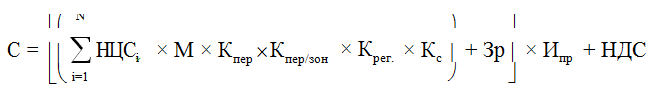 С = [( N ∑ i=1 НЦСi × М × Кпер × Кпер/зон × Крег. × Кс ) + Зр ] × Ипр + НДС